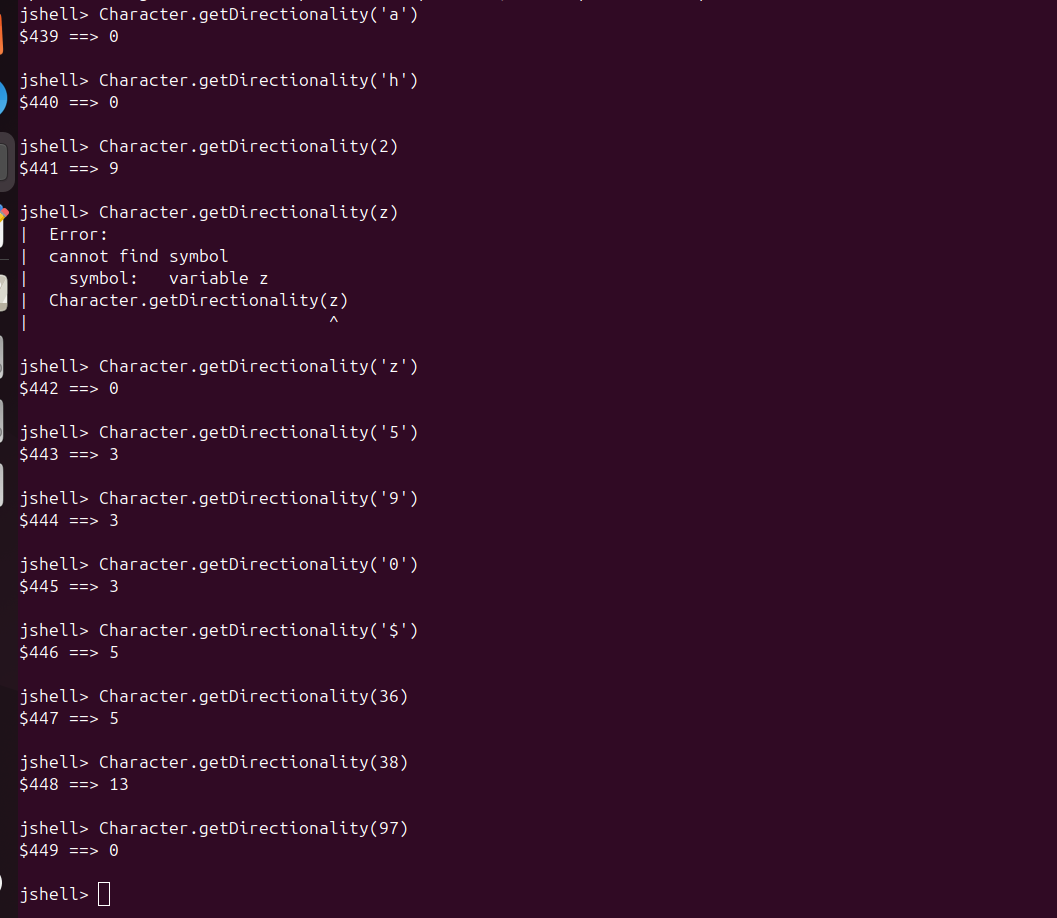 jshell> Character.getDirectionality('a')
$439 ==> 0
jshell> Character.getDirectionality('h')
$440 ==> 0
jshell> Character.getDirectionality(2)
$441 ==> 9
jshell> Character.getDirectionality(z)
|  Error:
|  cannot find symbol
|    symbol:   variable z
|  Character.getDirectionality(z)
|                              ^
jshell> Character.getDirectionality('z')
$442 ==> 0
jshell> Character.getDirectionality('5')
$443 ==> 3
jshell> Character.getDirectionality('9')
$444 ==> 3
jshell> Character.getDirectionality('0')
$445 ==> 3
jshell> Character.getDirectionality('$')
$446 ==> 5
jshell> Character.getDirectionality(36)
$447 ==> 5
jshell> Character.getDirectionality(38)
$448 ==> 13
jshell> Character.getDirectionality(97)
$449 ==> 0
jshell>